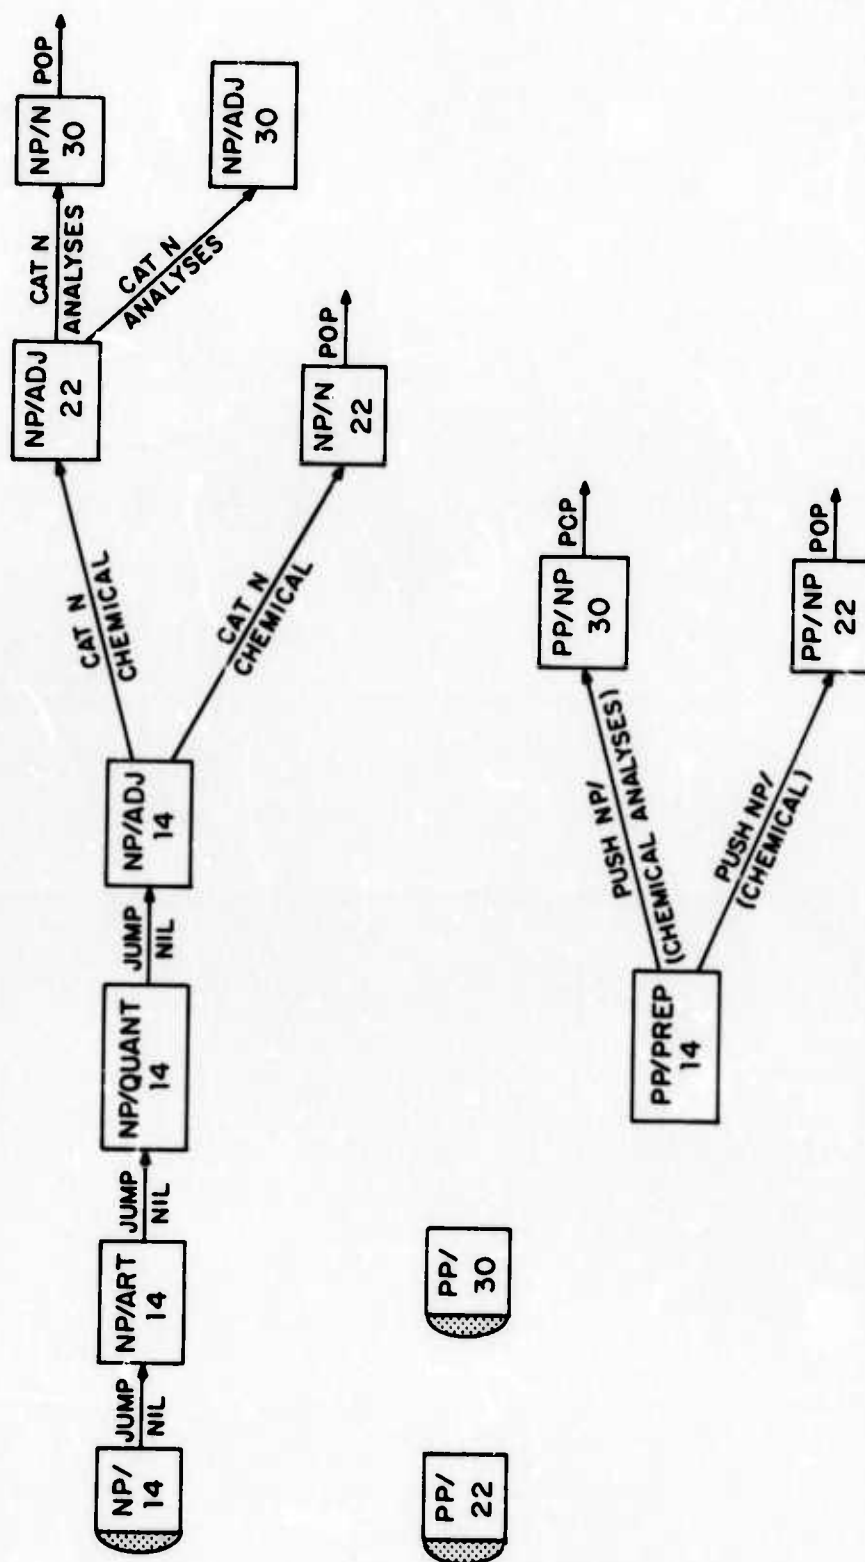 NP/
14
JUMP
NIL
NP/ART
14
JUMP
NIL
NP/QUANT
14
JUMP
NIL
NP/ADJ
14
CAT N
CHEMICAL
NP/ADJ
22
CAT N
ANALYSES
NP/N
30
POP
CAT N
ANALYSES
NP/ADJ
30
CAT N
CHEMICAL
NP/N
22
POP
PP/
22
PP/
30
PP/PREP
14
PUSH NP/
(CHEMICAL ANALYSES)
PP/NP
30
PCP
PUSH NP/
(CHEMICAL)
PP/NP
22
POP